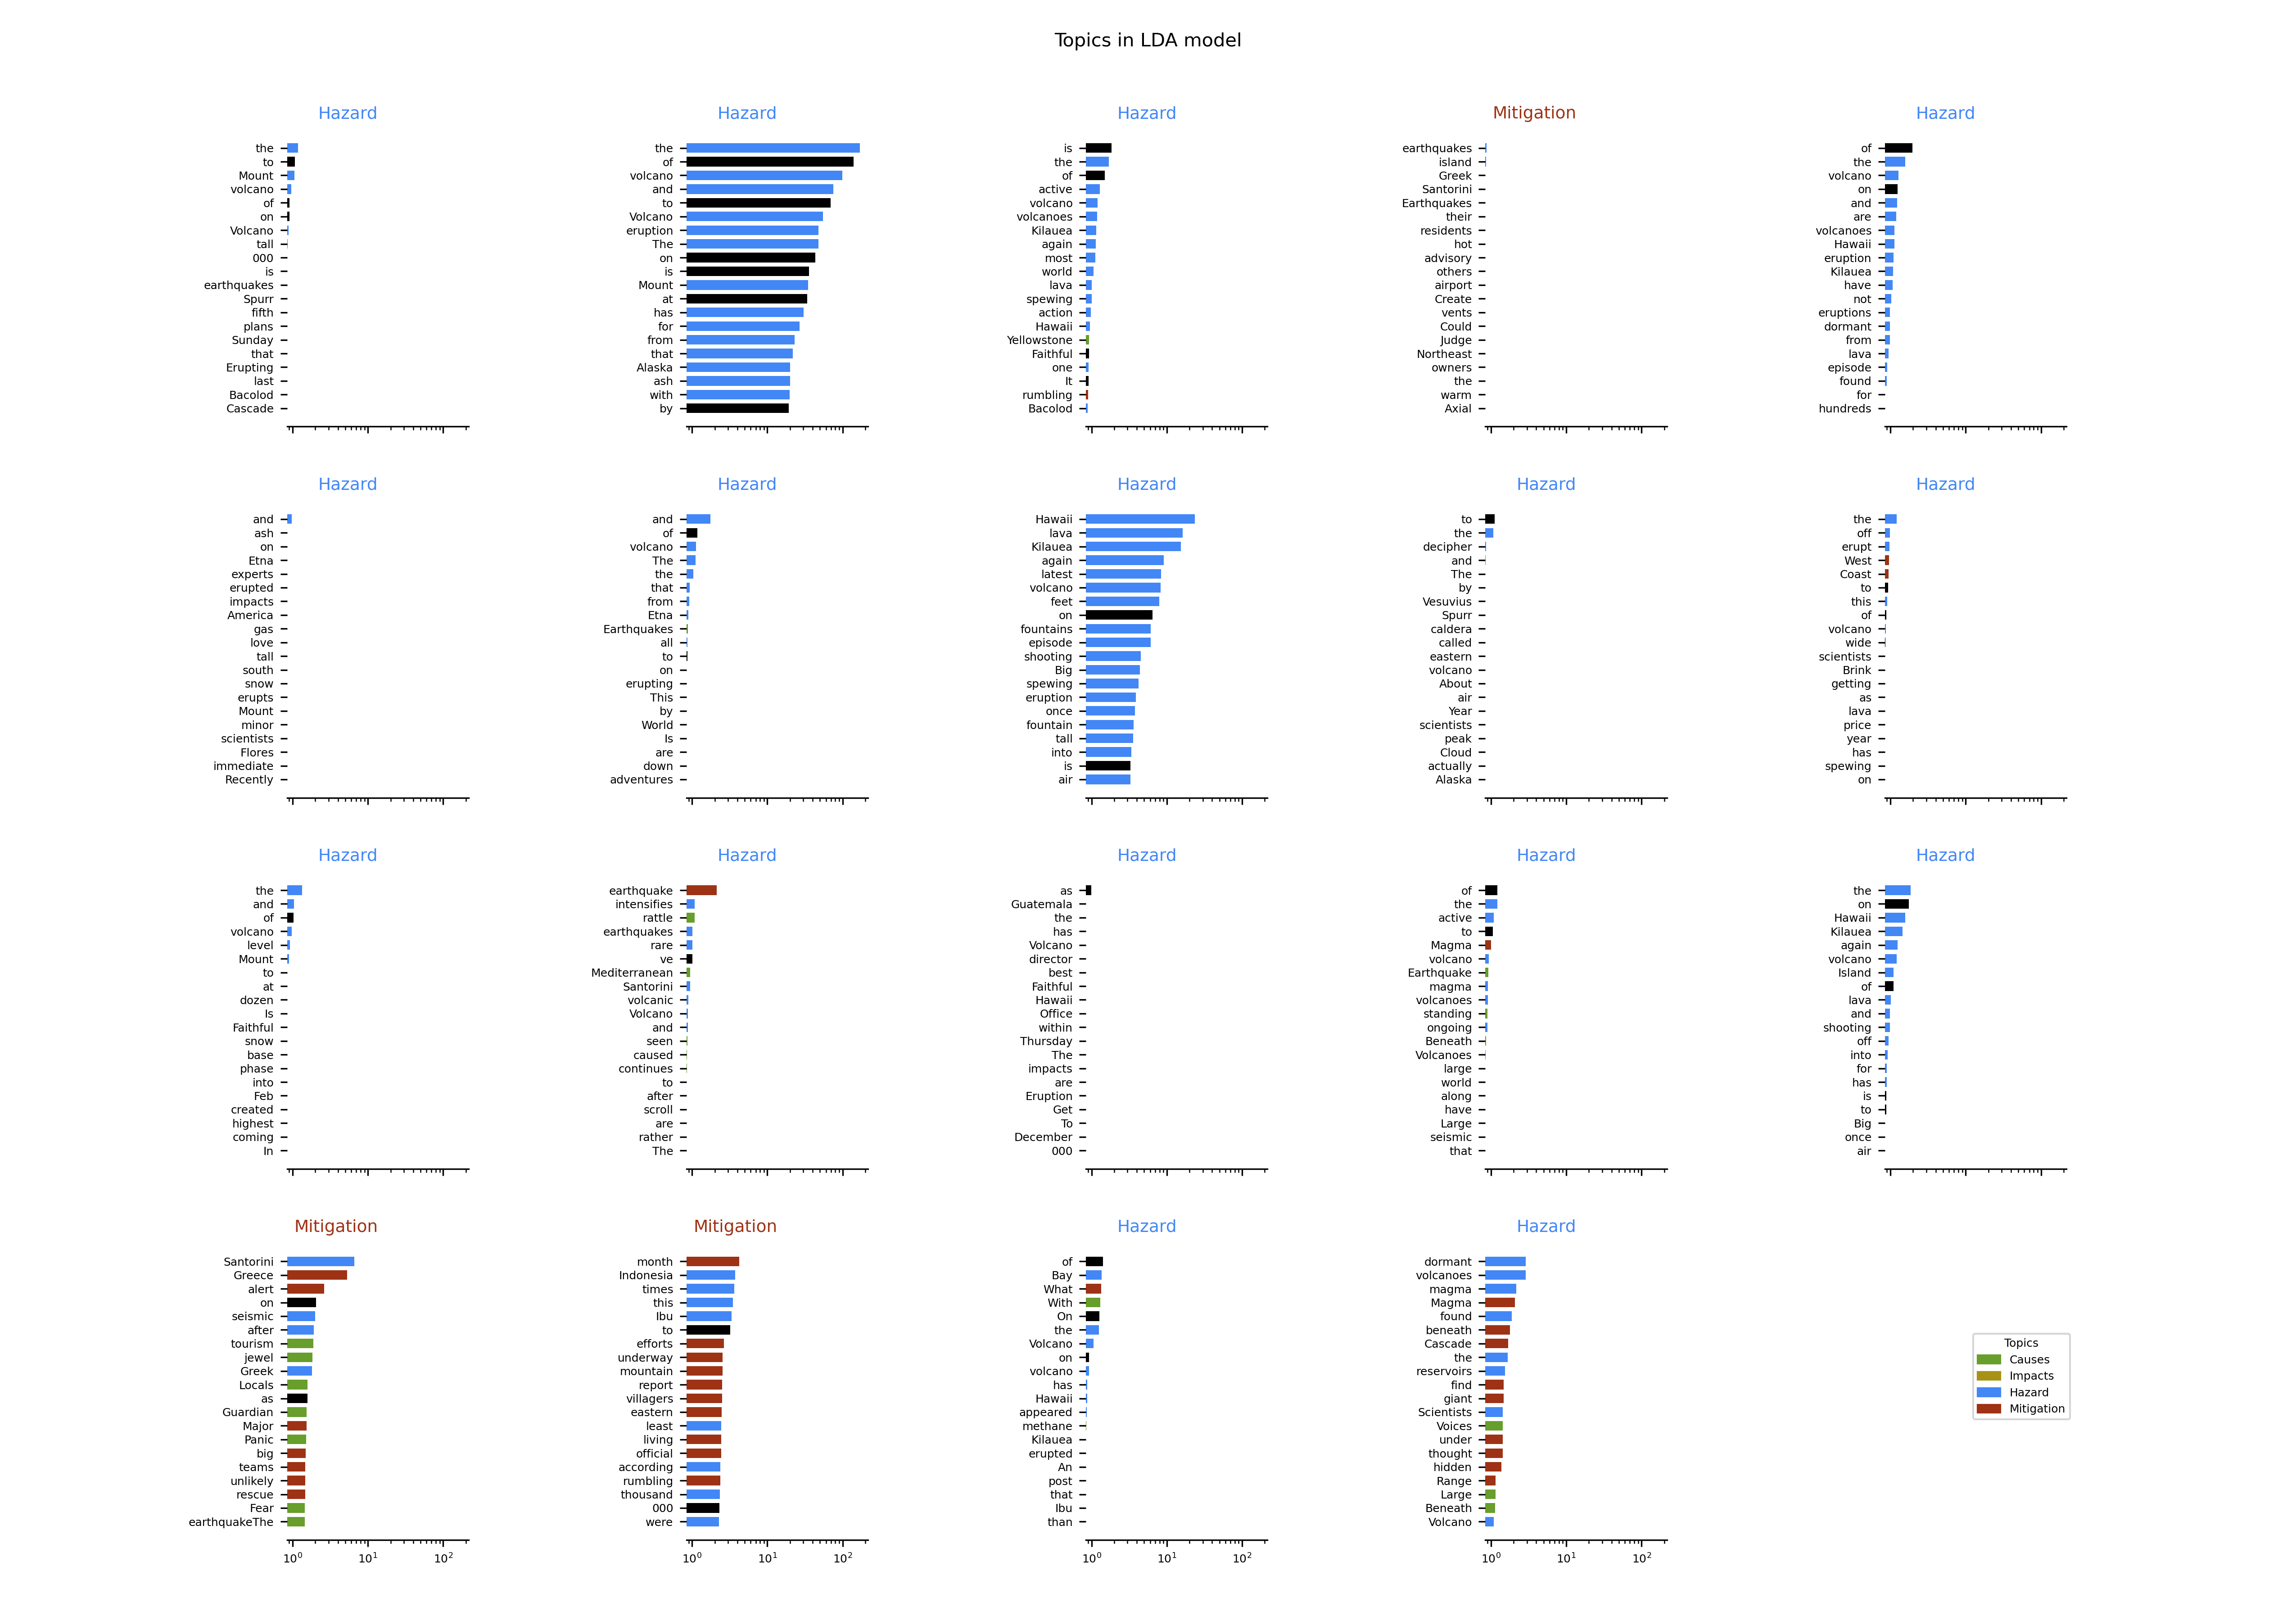 Topics in LDA model
Hazard
the
to
Mount
volcano
of
on
Volcano
tall
000
is
earthquakes
Spurr
fifth
plans
Sunday
that
Erupting
last
Bacolod
Cascade
Hazard
the
of
volcano
and
to
Volcano
eruption
The
on
is
Mount
at
has
for
from
that
Alaska
ash
with
by
Hazard
is
the
of
active
volcano
volcanoes
Kilauea
again
most
world
lava
spewing
action
Hawaii
Yellowstone
Faithful
one
It
rumbling
Bacolod
Mitigation
earthquakes
island
Greek
Santorini
Earthquakes
their
residents
hot
advisory
others
airport
Create
vents
Could
Judge
Northeast
owners
the
warm
Axial
Hazard
of
the
volcano
on
and
are
volcanoes
Hawaii
eruption
Kilauea
have
not
eruptions
dormant
from
lava
episode
found
for
hundreds
Hazard
and
ash
on
Etna
experts
erupted
impacts
America
gas
love
tall
south
snow
erupts
Mount
minor
scientists
Flores
immediate
Recently
Hazard
and
of
volcano
The
the
that
from
Etna
Earthquakes
all
to
on
erupting
This
by
World
Is
are
down
adventures
Hazard
Hawaii
lava
Kilauea
again
latest
volcano
feet
on
fountains
episode
shooting
Big
spewing
eruption
once
fountain
tall
into
is
air
Hazard
to
the
decipher
and
The
by
Vesuvius
Spurr
caldera
called
eastern
volcano
About
air
Year
scientists
peak
Cloud
actually
Alaska
Hazard
the
off
erupt
West
Coast
to
this
of
volcano
wide
scientists
Brink
getting
as
lava
price
year
has
spewing
on
Hazard
the
and
of
volcano
level
Mount
to
at
dozen
Is
Faithful
snow
base
phase
into
Feb
created
highest
coming
In
Hazard
earthquake
intensifies
rattle
earthquakes
rare
ve
Mediterranean
Santorini
volcanic
Volcano
and
seen
caused
continues
to
after
scroll
are
rather
The
Hazard
as
Guatemala
the
has
Volcano
director
best
Faithful
Hawaii
Office
within
Thursday
The
impacts
are
Eruption
Get
To
December
000
Hazard
of
the
active
to
Magma
volcano
Earthquake
magma
volcanoes
standing
ongoing
Beneath
Volcanoes
large
world
along
have
Large
seismic
that
Hazard
the
on
Hawaii
Kilauea
again
volcano
Island
of
lava
and
shooting
off
into
for
has
is
to
Big
once
air
Mitigation
Santorini
Greece
alert
on
seismic
after
tourism
jewel
Greek
Locals
as
Guardian
Major
Panic
big
teams
unlikely
rescue
Fear
earthquakeThe
10⁰ 10¹ 10²
Mitigation
month
Indonesia
times
this
Ibu
to
efforts
underway
mountain
report
villagers
eastern
least
living
official
according
rumbling
thousand
000
were
10⁰ 10¹ 10²
Hazard
of
Bay
What
With
On
the
Volcano
on
volcano
has
Hawaii
appeared
methane
Kilauea
erupted
An
post
that
Ibu
than
10⁰ 10¹ 10²
Hazard
dormant
volcanoes
magma
Magma
found
beneath
Cascade
the
reservoirs
find
giant
Scientists
Voices
under
thought
hidden
Range
Large
Beneath
Volcano
10⁰ 10¹ 10²
Topics
Causes
Impacts
Hazard
Mitigation